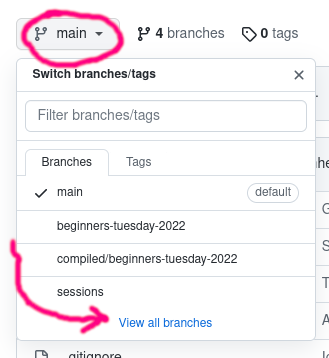 main 4 branches 0 tags
Switch branches/tags
Filter branches/tags
Branches Tags
main default
beginners-tuesday-2022
compiled/beginners-tuesday-2022
sessions
View all branches
.gitignore